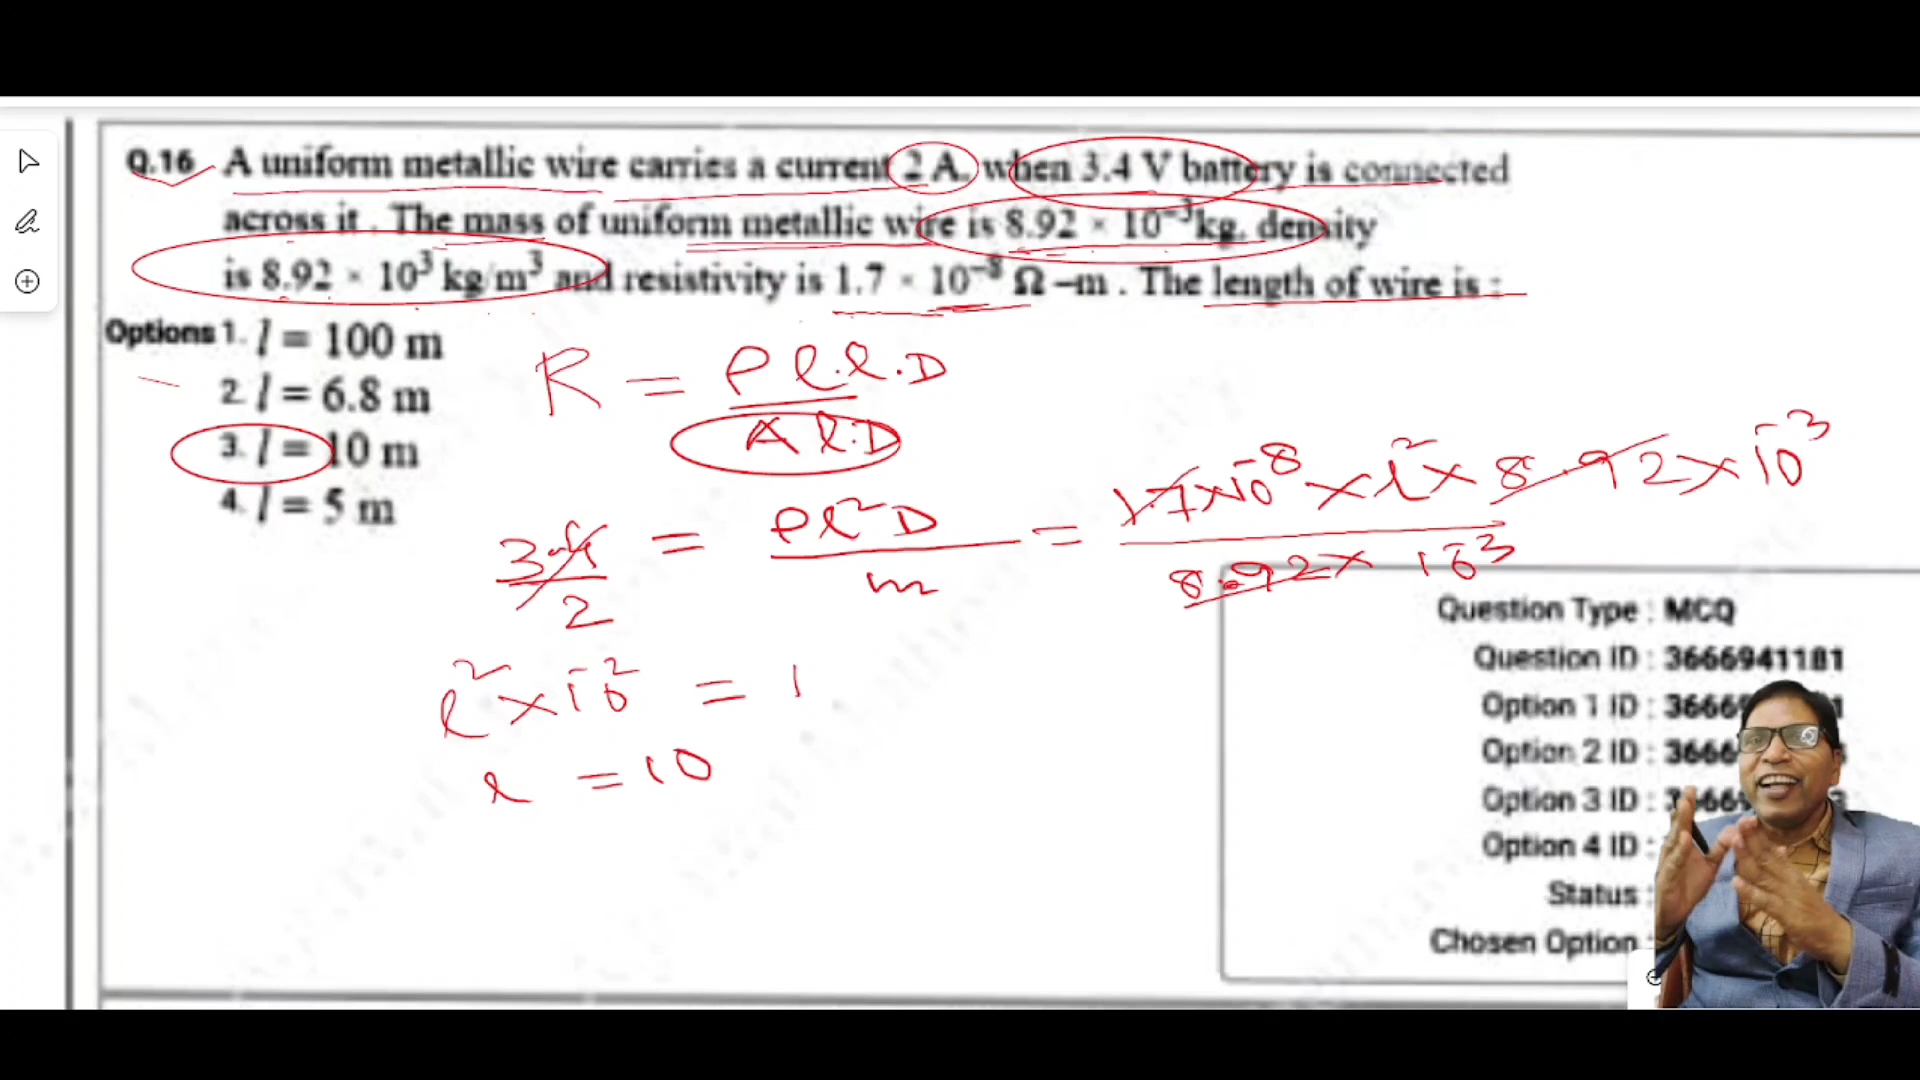 Q.16 A uniform metallic wire carries a current 2 A, when 3.4 V battery is connected
across it . The mass of uniform metallic wire is 8.92 × 10⁻³ kg, density
is 8.92 × 10³ kg/m³ and resistivity is 1.7 × 10⁻⁸ Ω –m . The length of wire is :
Options 1. l = 100 m
2. l = 6.8 m
3. l = 10 m
4. l = 5 m
R = ρ l.l.D / A l.D
3.4/2 = ρl²D / m = 1.7×10⁻⁸ × l² × 8.92 × 10⁻³ / 8.92 × 10⁻³
l² × 10⁻² = 1
l = 10
Question Type : MCQ
Question ID : 3666941181
Option 1 ID : 3666
Option 2 ID : 3666
Option 3 ID :
Option 4 ID :
Status :
Chosen Option :